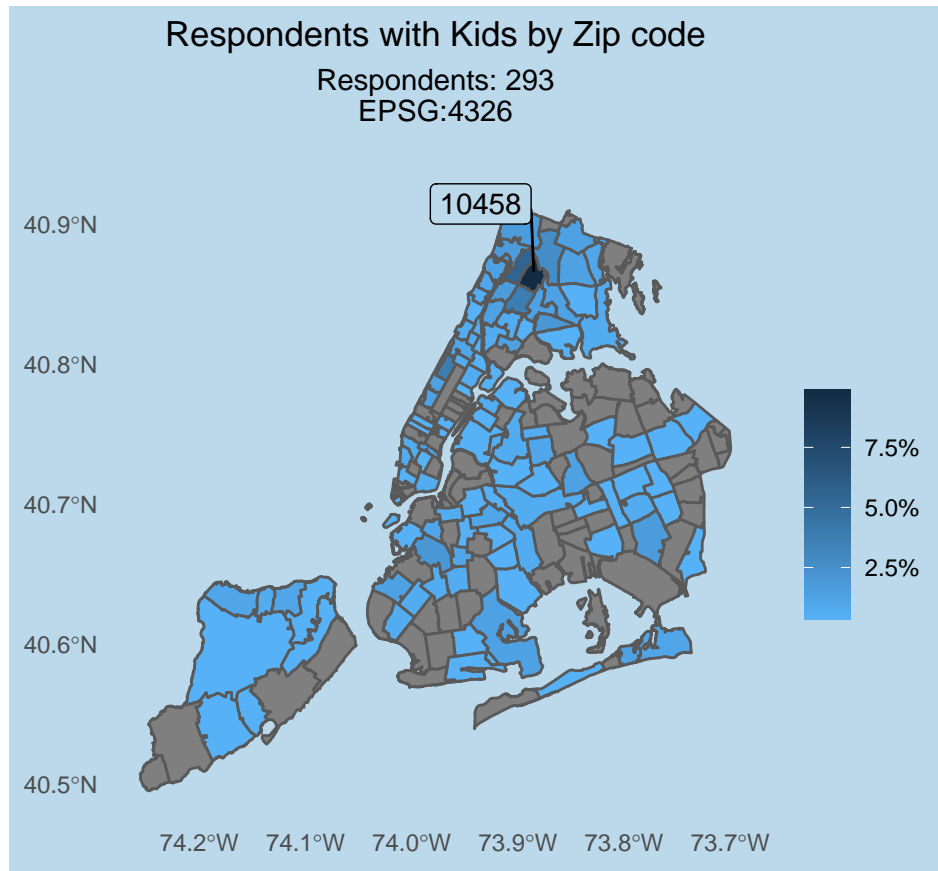 Respondents with Kids by Zip code
Respondents: 293
EPSG:4326
10458
40.9°N
40.8°N
40.7°N
40.6°N
40.5°N
7.5%
5.0%
2.5%
74.2°W 74.1°W 74.0°W 73.9°W 73.8°W 73.7°W